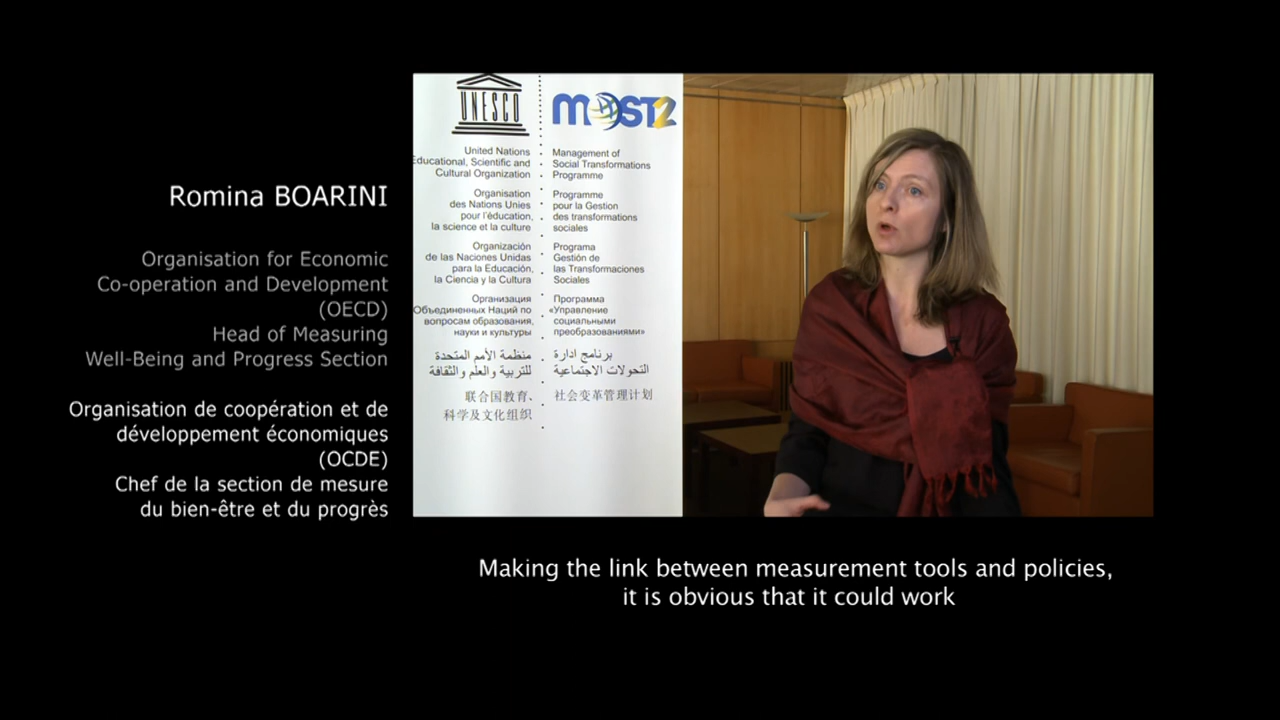 Romina BOARINI
Organisation for Economic
Co-operation and Development
(OECD)
Head of Measuring
Well-Being and Progress Section
Organisation de coopération et de
développement économiques
(OCDE)
Chef de la section de mesure
du bien-être et du progrès
UNESCO
United Nations
Educational, Scientific and
Cultural Organization
Organisation
des Nations Unies
pour l'éducation,
la science et la culture
Organización
de las Naciones Unidas
para la Educación,
la Ciencia y la Cultura
Организация
Объединенных Наций по
вопросам образования,
науки и культуры
منظمة الأمم المتحدة
للتربية والعلم والثقافة
联合国教育、
科学及文化组织
MOST2
Management of
Social Transformations
Programme
Programme
pour la Gestion
des transformations
sociales
Programa
Gestión de
las Transformaciones
Sociales
Программа
«Управление
социальными
преобразованиями»
برنامج ادارة
التحولات الاجتماعية
社会变革管理计划
Making the link between measurement tools and policies,
it is obvious that it could work